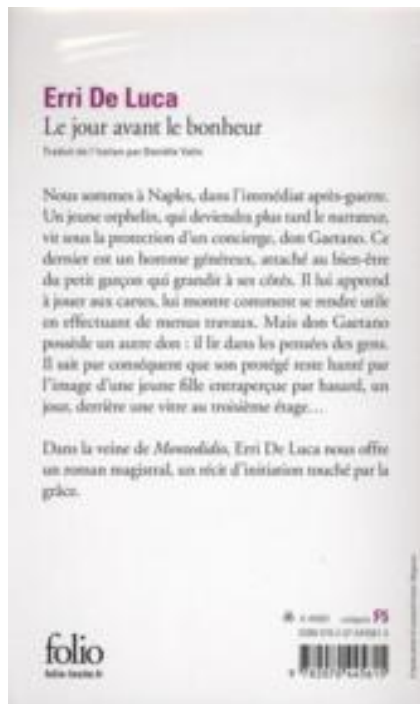 Erri De Luca
Le jour avant le bonheur
Traduit de l'italien par Danièle Valin
Nous sommes à Naples, dans l'immédiat après-guerre.
Un jeune orphelin, qui deviendra plus tard le narrateur,
vit sous la protection d'un concierge, don Gaetano. Ce
dernier est un homme généreux, attaché au bien-être
du petit garçon qui grandit à ses côtés. Il lui apprend
à jouer aux cartes, lui montre comment se rendre utile
en effectuant de menus travaux. Mais don Gaetano
possède un autre don : il lit dans les pensées des gens.
Il sait par conséquent que son protégé reste hanté par
l'image d'une jeune fille entraperçue par hasard, un
jour, derrière une vitre au troisième étage…
Dans la veine de Montedidio, Erri De Luca nous offre
un roman magistral, un récit d'initiation touché par la
grâce.
catégorie F5
folio